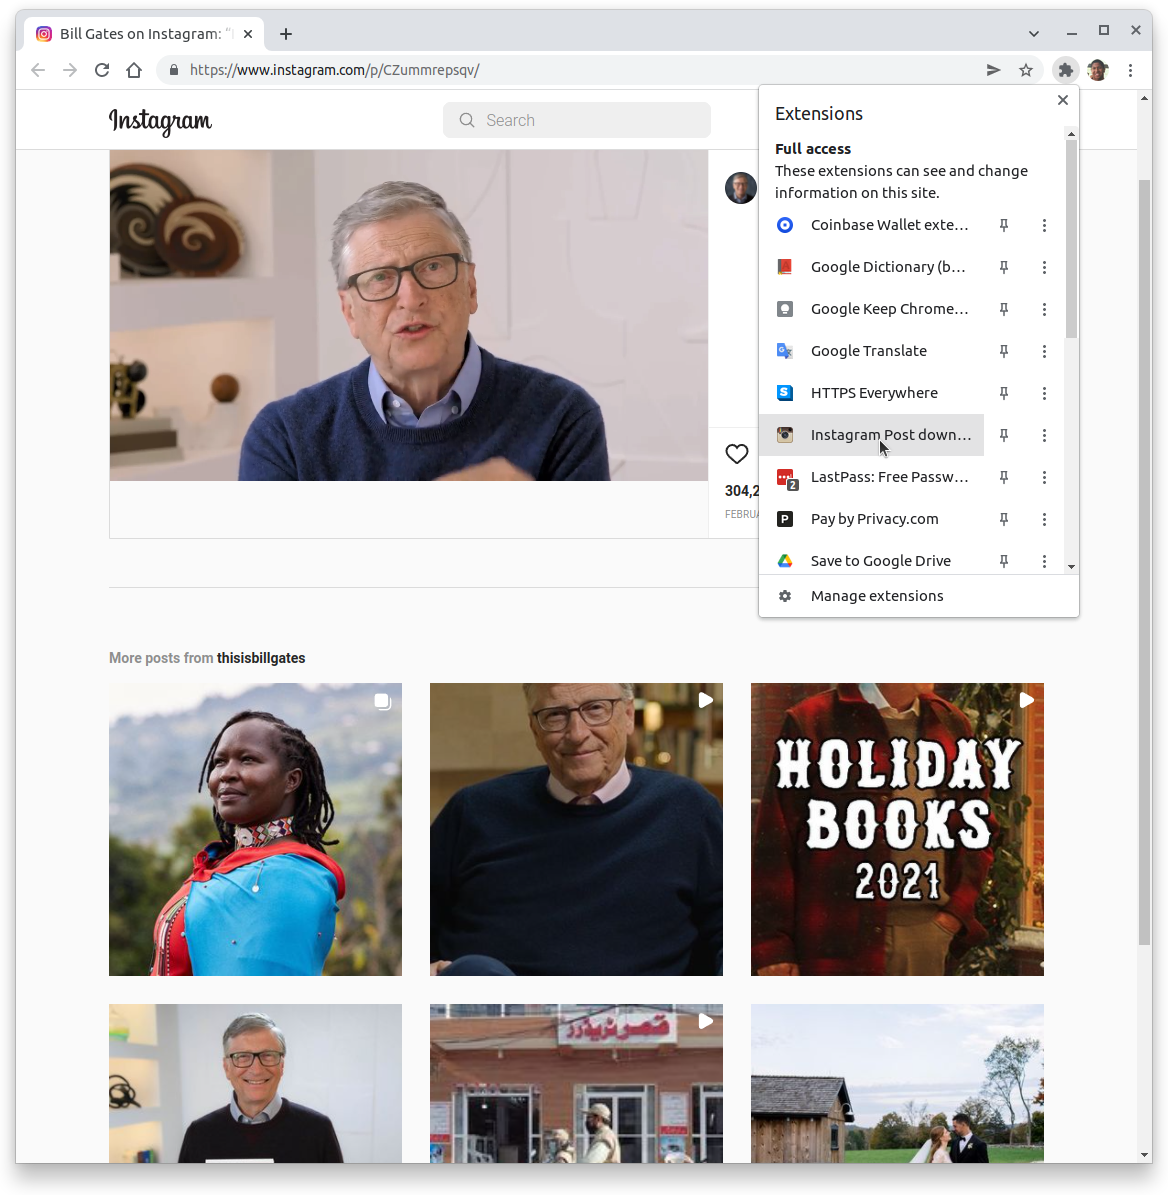 Bill Gates on Instagram: “
https://www.instagram.com/p/CZummrepsqv/
Instagram
Search
Extensions
Full access
These extensions can see and change
information on this site.
Coinbase Wallet exte…
Google Dictionary (b…
Google Keep Chrome…
Google Translate
HTTPS Everywhere
Instagram Post down…
LastPass: Free Passw…
2
Pay by Privacy.com
Save to Google Drive
Manage extensions
304,2
FEBRUA
More posts from thisisbillgates
HOLIDAY
BOOKS
2021